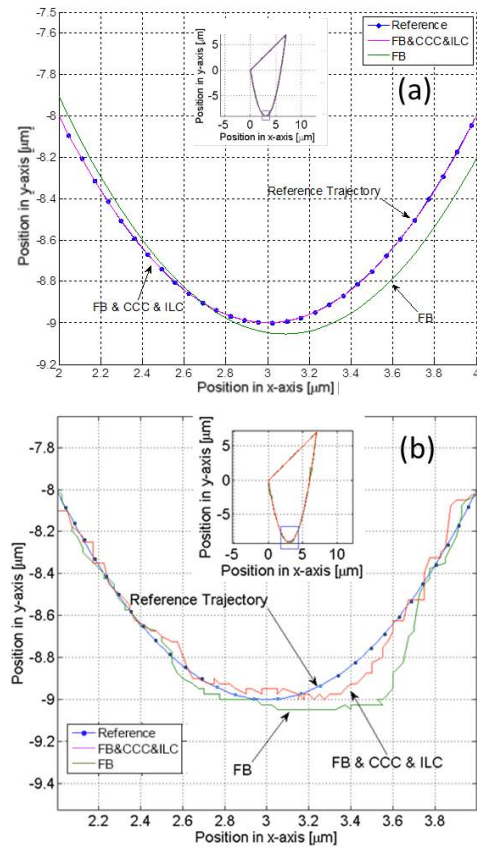 -7.5
-7.8
-8
-8.2
-8.4
-8.6
-8.8
-9
-9.2
2
2.2
2.4
2.6
2.8
3
3.2
3.4
3.6
3.8
4
Position in x-axis [μm]
Position in y-axis [μm]
Position in y-axis [μm]
5
0
-5
-5
0
5
10
Position in x-axis [μm]
(a)
Reference
FB&CCC&ILC
FB
Reference Trajectory
FB & CCC & ILC
FB
-7.8
-8
-8.2
-8.4
-8.6
-8.8
-9
-9.2
-9.4
2.2
2.4
2.6
2.8
3
3.2
3.4
3.6
3.8
Position in x-axis [μm]
Position in y-axis [μm]
Position in y-axis [μm]
5
0
-5
-5
0
5
10
Position in x-axis [μm]
(b)
Reference Trajectory
FB
FB & CCC & ILC
Reference
FB&CCC&ILC
FB